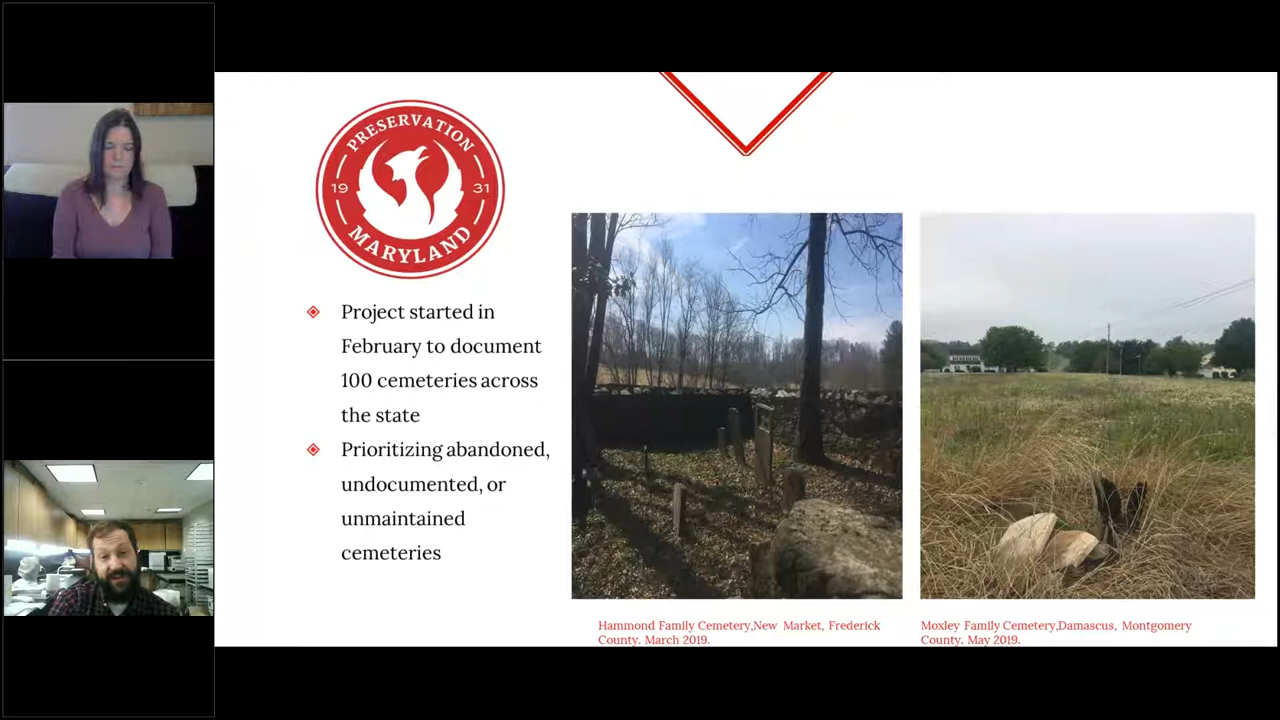 PRESERVATION
19 31
MARYLAND
Project started in
February to document
100 cemeteries across
the state
Prioritizing abandoned,
undocumented, or
unmaintained
cemeteries
Hammond Family Cemetery,New Market, Frederick
County. March 2019.
Moxley Family Cemetery,Damascus, Montgomery
County. May 2019.